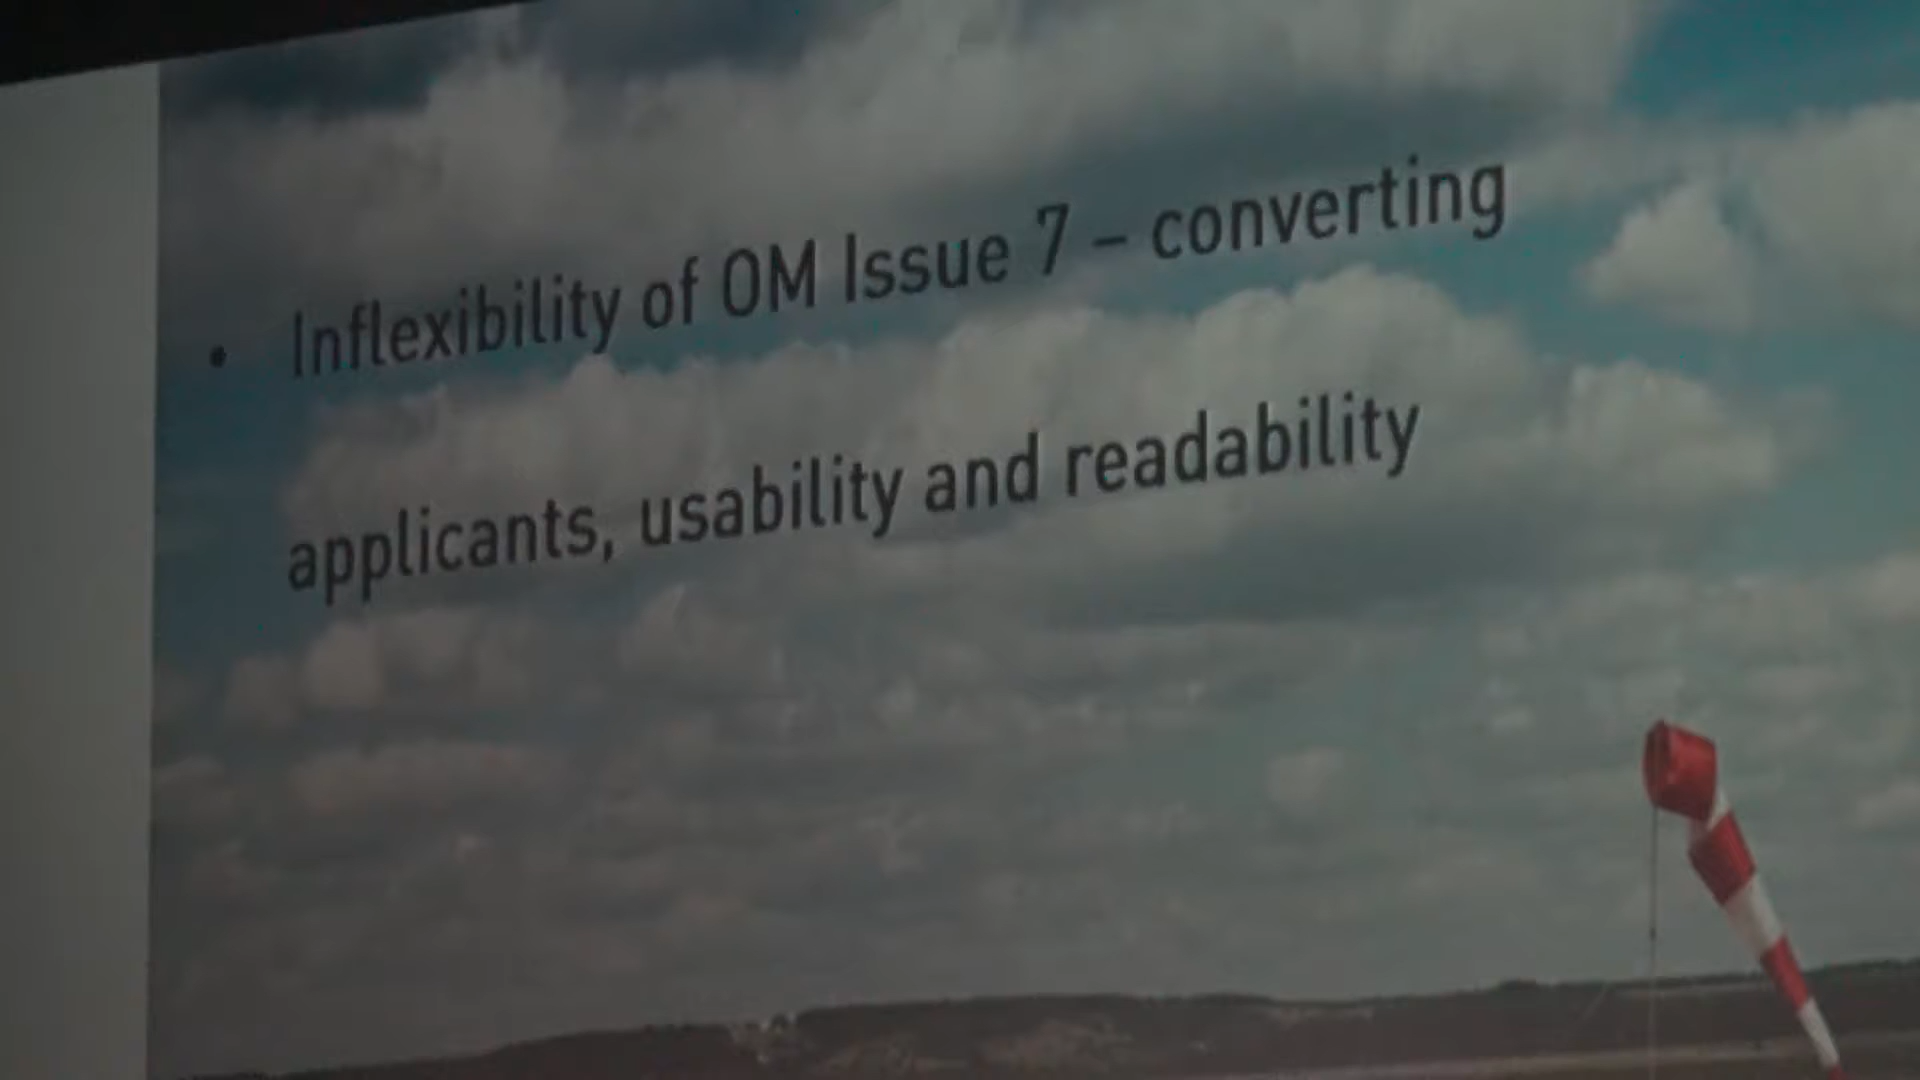 • Inflexibility of OM Issue 7 – converting
applicants, usability and readability